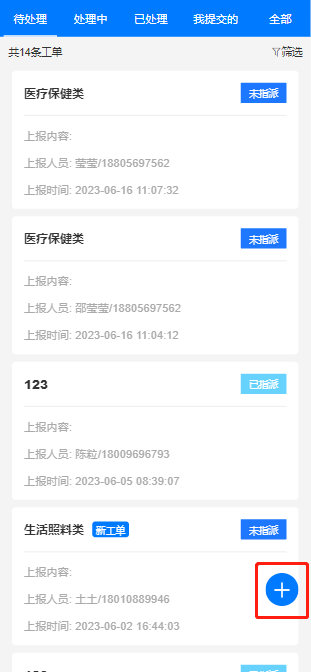 待处理 处理中 已处理 我提交的 全部
共14条工单 筛选
医疗保健类 未指派
上报内容:
上报人员: 莹莹/18805697562
上报时间: 2023-06-16 11:07:32
医疗保健类 未指派
上报内容:
上报人员: 邵莹莹/18805697562
上报时间: 2023-06-16 11:04:12
123 已指派
上报内容:
上报人员: 陈粒/18009696793
上报时间: 2023-06-05 08:39:07
生活照料类 新工单 未指派
上报内容:
上报人员: 土土/18010889946
上报时间: 2023-06-02 16:44:03